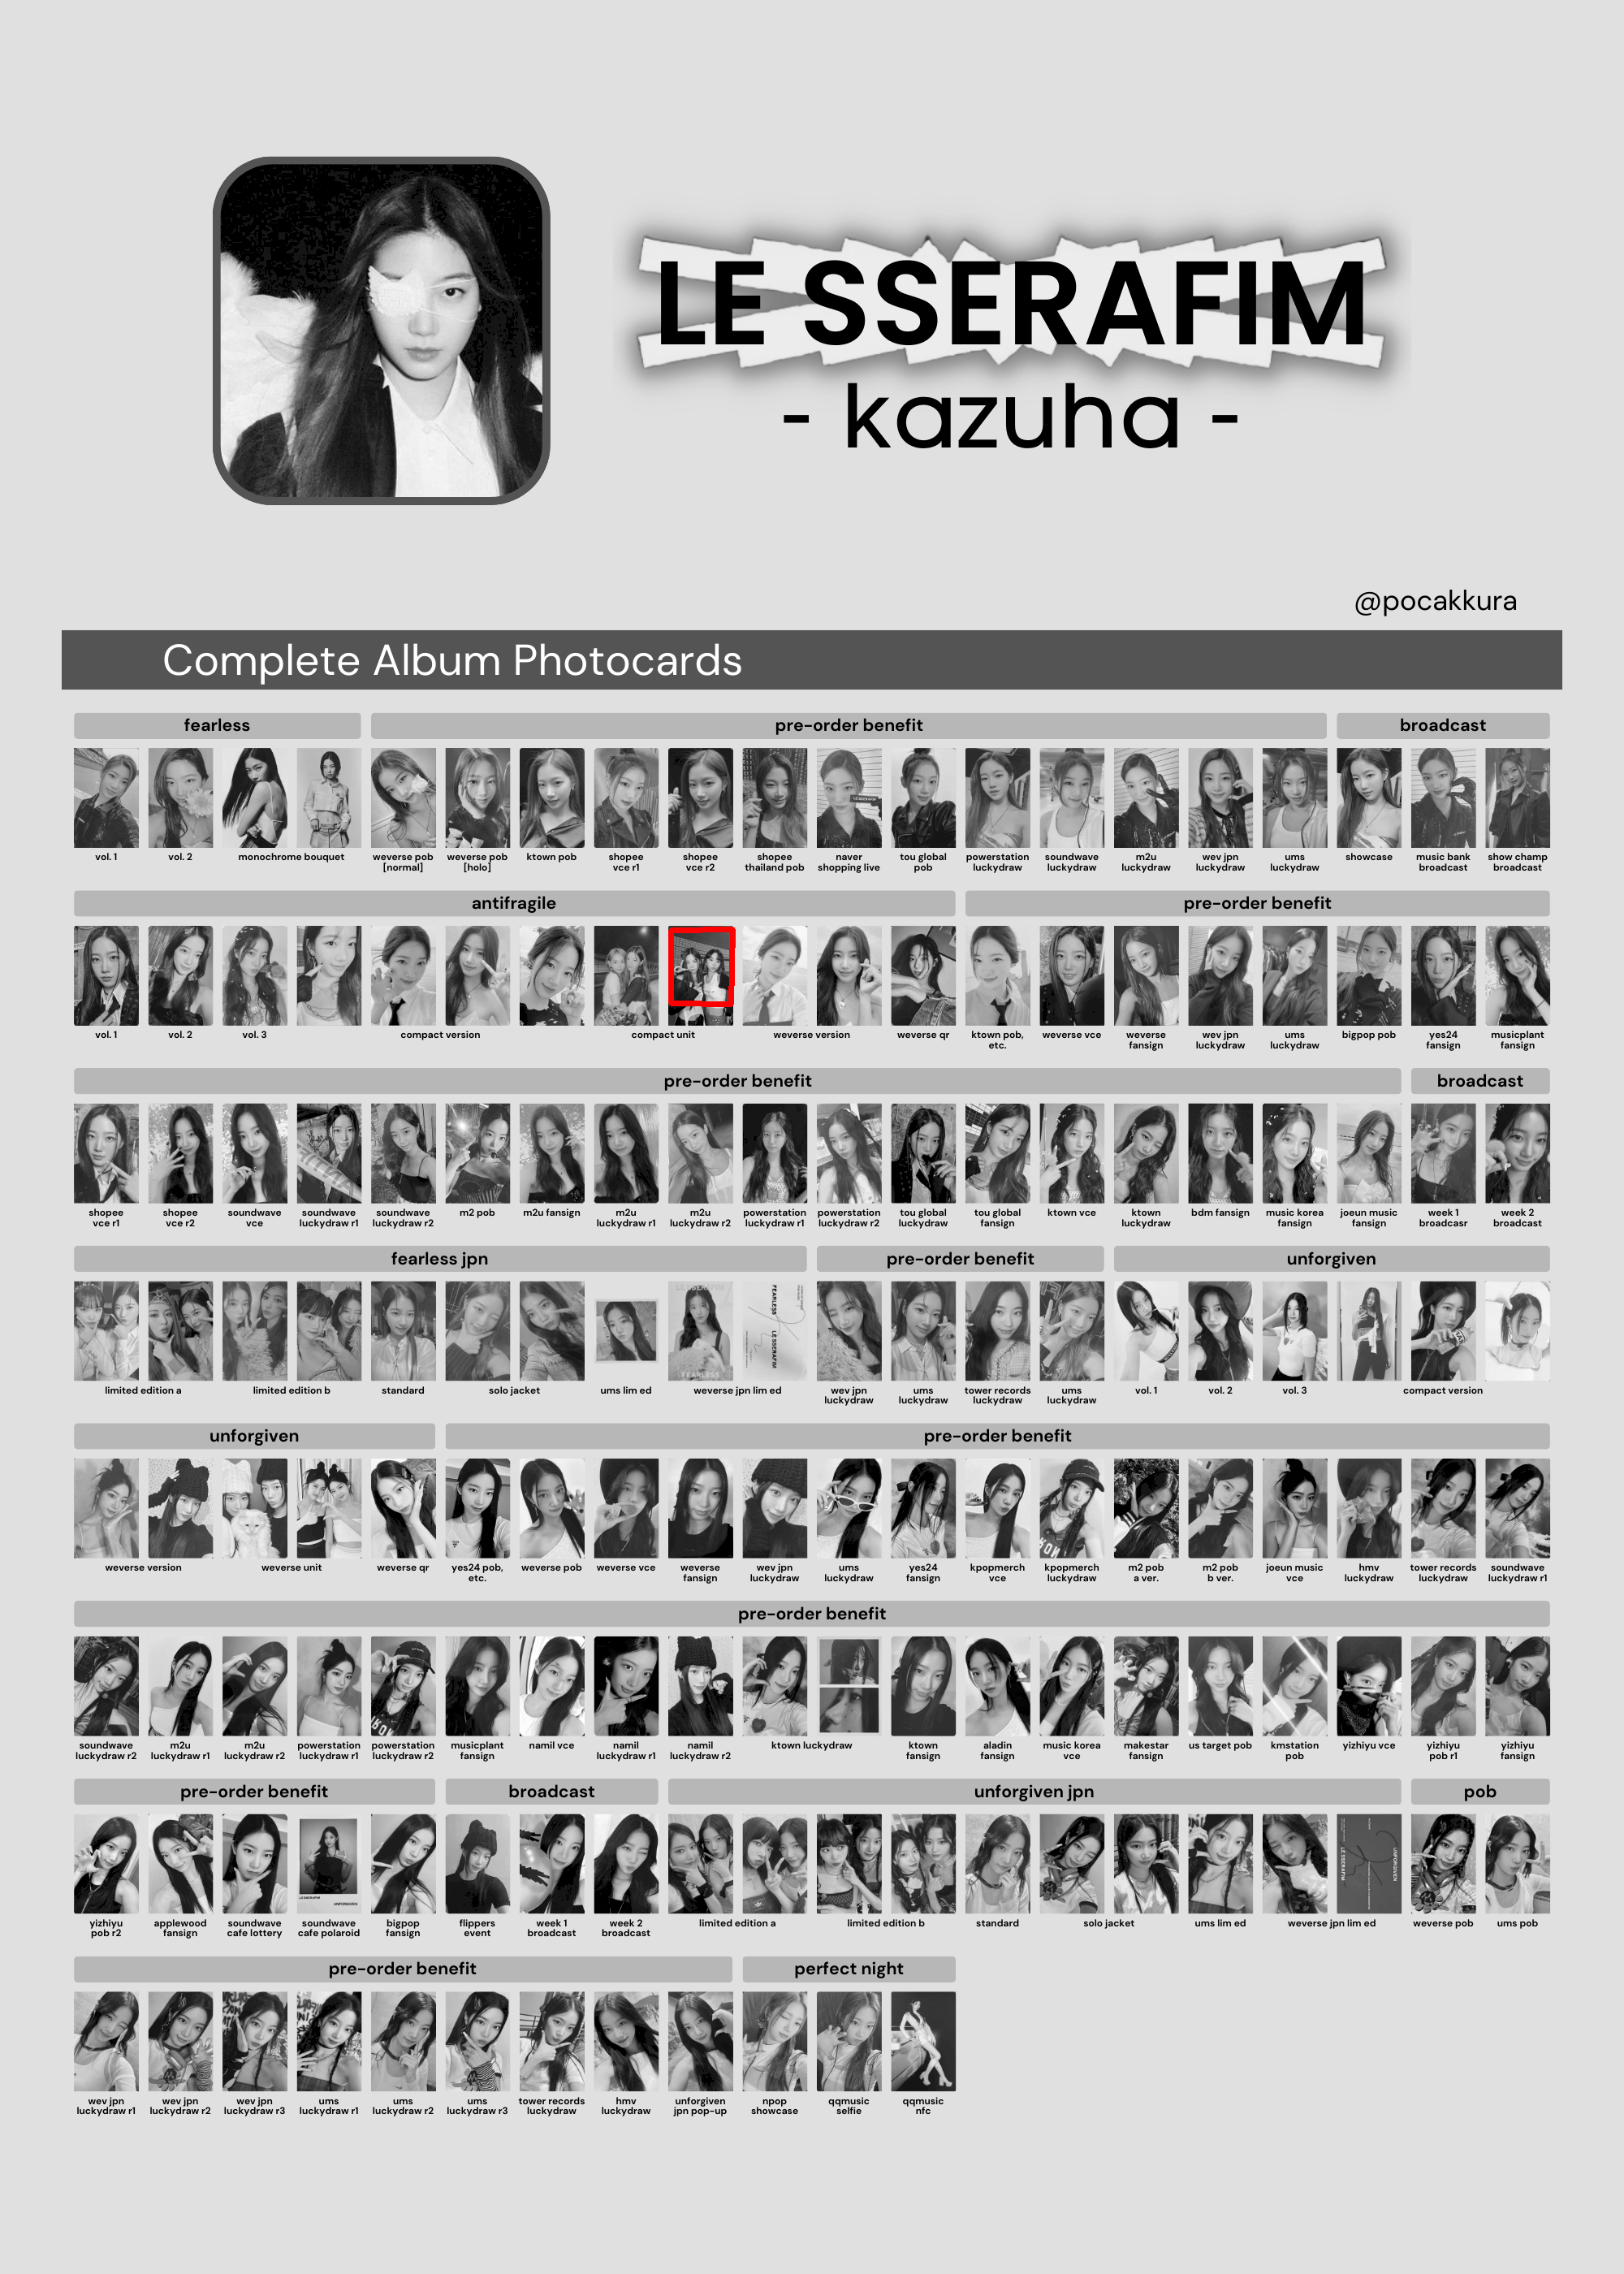 LE SSERAFIM
- kazuha -
@pocakkura
Complete Album Photocards
fearless
pre-order benefit
broadcast
vol. 1
vol. 2
monochrome bouquet
weverse pob
[normal]
weverse pob
[holo]
ktown pob
shopee
vce r1
shopee
vce r2
shopee
thailand pob
naver
shopping live
tou global
pob
powerstation
luckydraw
soundwave
luckydraw
m2u
luckydraw
wev jpn
luckydraw
ums
luckydraw
showcase
music bank
broadcast
show champ
broadcast
antifragile
pre-order benefit
vol. 1
vol. 2
vol. 3
compact version
compact unit
weverse version
weverse qr
ktown pob,
etc.
weverse vce
weverse
fansign
wev jpn
luckydraw
ums
luckydraw
bigpop pob
yes24
fansign
musicplant
fansign
pre-order benefit
broadcast
shopee
vce r1
shopee
vce r2
soundwave
vce
soundwave
luckydraw r1
soundwave
luckydraw r2
m2 pob
m2u fansign
m2u
luckydraw r1
m2u
luckydraw r2
powerstation
luckydraw r1
powerstation
luckydraw r2
tou global
luckydraw
tou global
fansign
ktown vce
ktown
luckydraw
bdm fansign
music korea
fansign
joeun music
fansign
week 1
broadcasr
week 2
broadcast
fearless jpn
pre-order benefit
unforgiven
LE SSERAFIM
FEARLESS
FEARLESS
LE SSERAFIM
limited edition a
limited edition b
standard
solo jacket
ums lim ed
weverse jpn lim ed
wev jpn
luckydraw
ums
luckydraw
tower records
luckydraw
ums
luckydraw
vol. 1
vol. 2
vol. 3
compact version
unforgiven
pre-order benefit
weverse version
weverse unit
weverse qr
yes24 pob,
etc.
weverse pob
weverse vce
weverse
fansign
wev jpn
luckydraw
ums
luckydraw
yes24
fansign
kpopmerch
vce
kpopmerch
luckydraw
m2 pob
a ver.
m2 pob
b ver.
joeun music
vce
hmv
luckydraw
tower records
luckydraw
soundwave
luckydraw r1
pre-order benefit
soundwave
luckydraw r2
m2u
luckydraw r1
m2u
luckydraw r2
powerstation
luckydraw r1
powerstation
luckydraw r2
musicplant
fansign
namil vce
namil
luckydraw r1
namil
luckydraw r2
ktown luckydraw
ktown
fansign
aladin
fansign
music korea
vce
makestar
fansign
us target pob
kmstation
pob
yizhiyu vce
yizhiyu
pob r1
yizhiyu
fansign
pre-order benefit
broadcast
unforgiven jpn
pob
LE SSERAFIM
UNFORGIVEN
LE SSERAFIM
UNFORGIVEN
yizhiyu
pob r2
applewood
fansign
soundwave
cafe lottery
soundwave
cafe polaroid
bigpop
fansign
flippers
event
week 1
broadcast
week 2
broadcast
limited edition a
limited edition b
standard
solo jacket
ums lim ed
weverse jpn lim ed
weverse pob
ums pob
pre-order benefit
perfect night
wev jpn
luckydraw r1
wev jpn
luckydraw r2
wev jpn
luckydraw r3
ums
luckydraw r1
ums
luckydraw r2
ums
luckydraw r3
tower records
luckydraw
hmv
luckydraw
unforgiven
jpn pop-up
npop
showcase
qqmusic
selfie
qqmusic
nfc